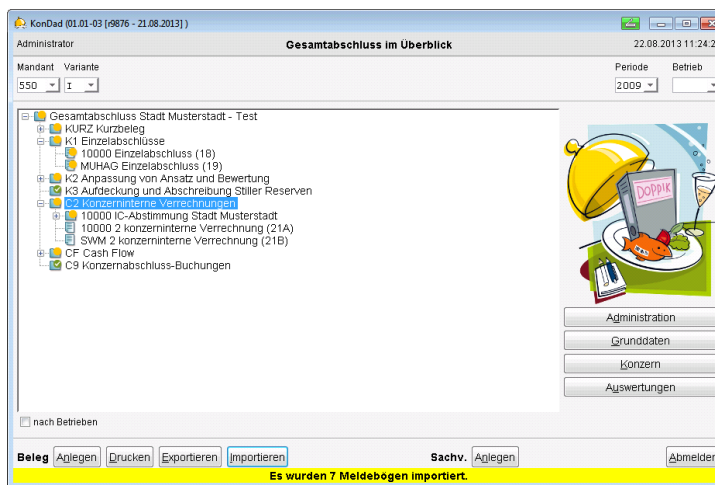 KonDad (01.01-03 [r9876 - 21.08.2013] )
Administrator Gesamtabschluss im Überblick 22.08.2013 11:24:2
Mandant Variante Periode Betrieb
550 I 2009
Gesamtabschluss Stadt Musterstadt - Test
KURZ Kurzbeleg
K1 Einzelabschlüsse
10000 Einzelabschluss (18)
MUHAG Einzelabschluss (19)
K2 Anpassung von Ansatz und Bewertung
K3 Aufdeckung und Abschreibung Stiller Reserven
C2 Konzerninterne Verrechnungen
10000 IC-Abstimmung Stadt Musterstadt
10000 2 konzerninterne Verrechnung (21A)
SWM 2 konzerninterne Verrechnung (21B)
CF Cash Flow
C9 Konzernabschluss-Buchungen
DOPPIK
Administration
Grunddaten
Konzern
Auswertungen
nach Betrieben
Beleg Anlegen Drucken Exportieren Importieren Sachv. Anlegen Abmelden
Es wurden 7 Meldebögen importiert.